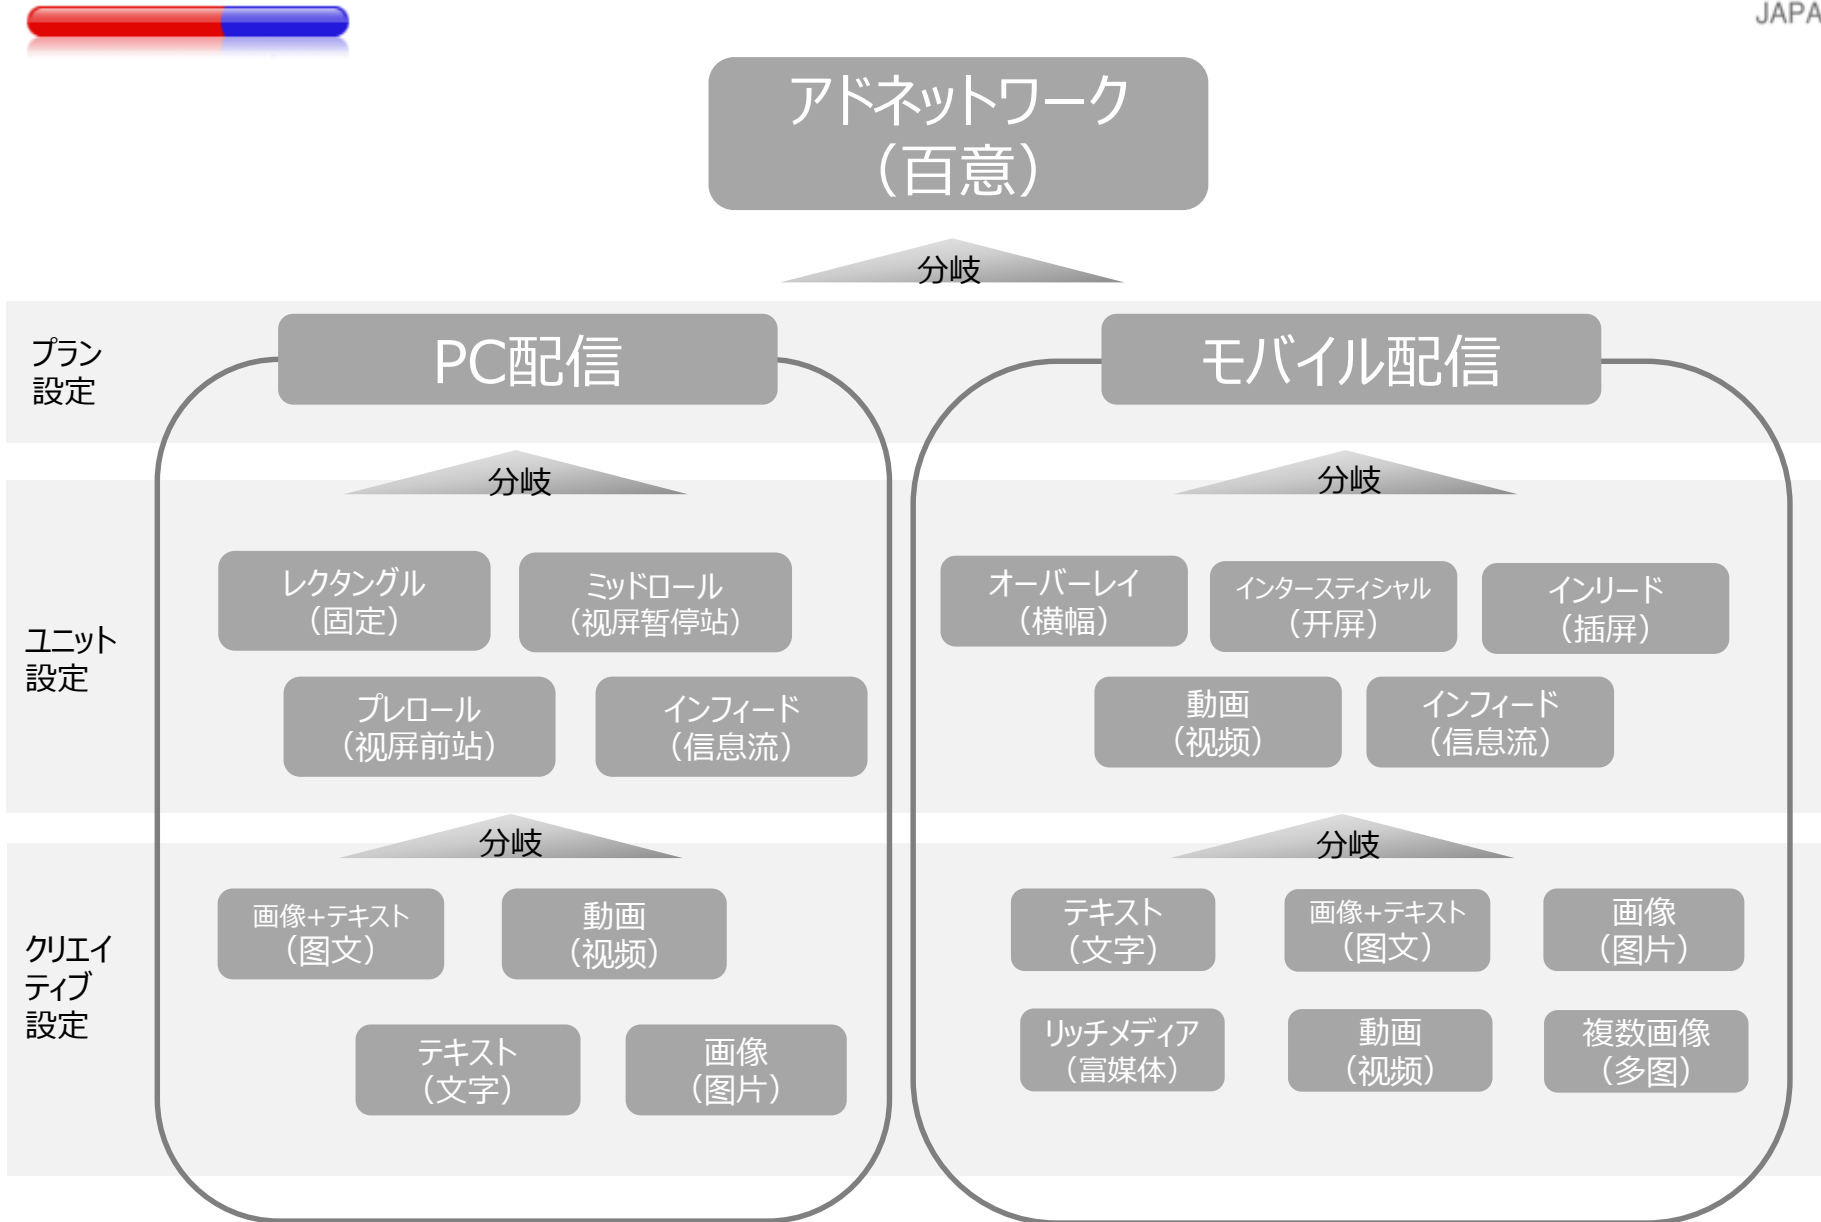 JAPA
アドネットワーク
（百意）
分岐
プラン
設定
PC配信
モバイル配信
分岐
分岐
ユニット
設定
レクタングル
（固定）
ミッドロール
（视屏暂停站）
プレロール
（视屏前站）
インフィード
（信息流）
オーバーレイ
（横幅）
インタースティシャル
（开屏）
インリード
（插屏）
動画
（视频）
インフィード
（信息流）
分岐
分岐
クリエイ
ティブ
設定
画像+テキスト
（图文）
動画
（视频）
テキスト
（文字）
画像
（图片）
テキスト
（文字）
画像+テキスト
（图文）
画像
（图片）
リッチメディア
（富媒体）
動画
（视频）
複数画像
（多图）